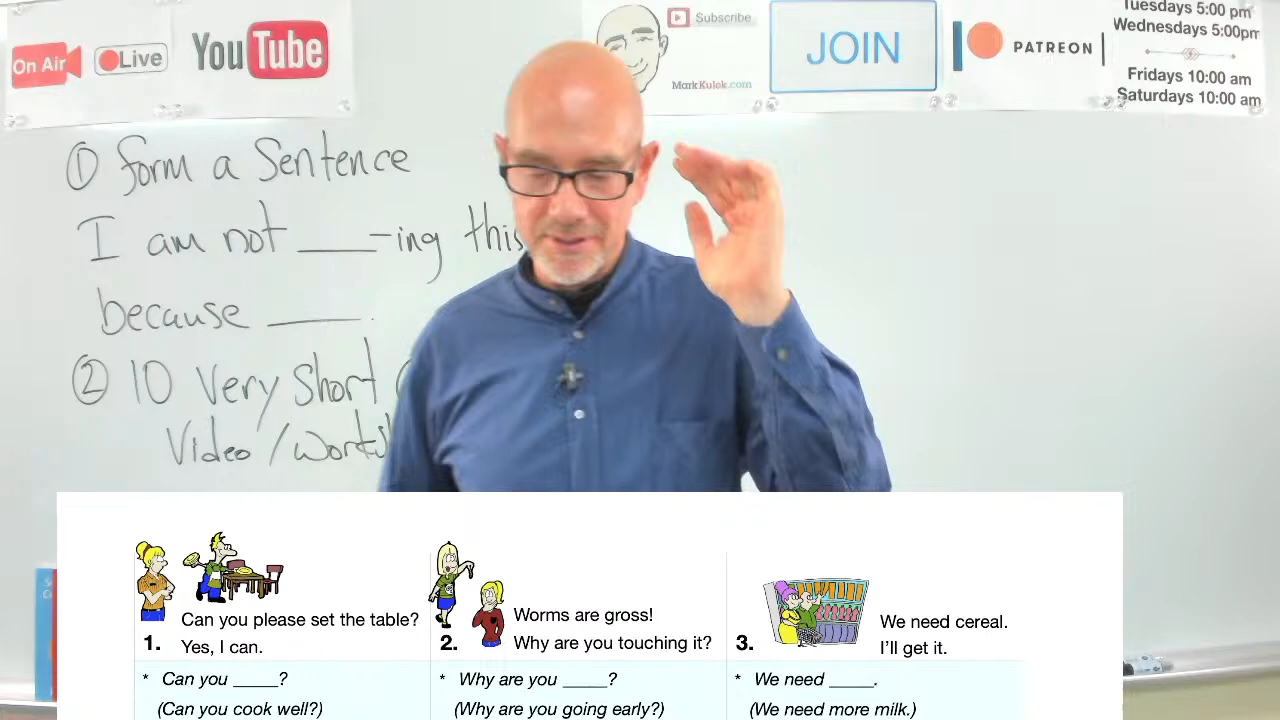 On Air
Live
YouTube
Subscribe
MarkKulek.com
JOIN
PATREON
Tuesdays 5:00 pm
Wednesdays 5:00pm
Fridays 10:00 am
Saturdays 10:00 am
① form a Sentence
I am not ____-ing this
because ____.
② 10 Very Short
Video /
Can you please set the table?
1. Yes, I can.
* Can you _____?
(Can you cook well?)
Worms are gross!
2. Why are you touching it?
* Why are you _____?
(Why are you going early?)
We need cereal.
3. I'll get it.
* We need _____.
(We need more milk.)